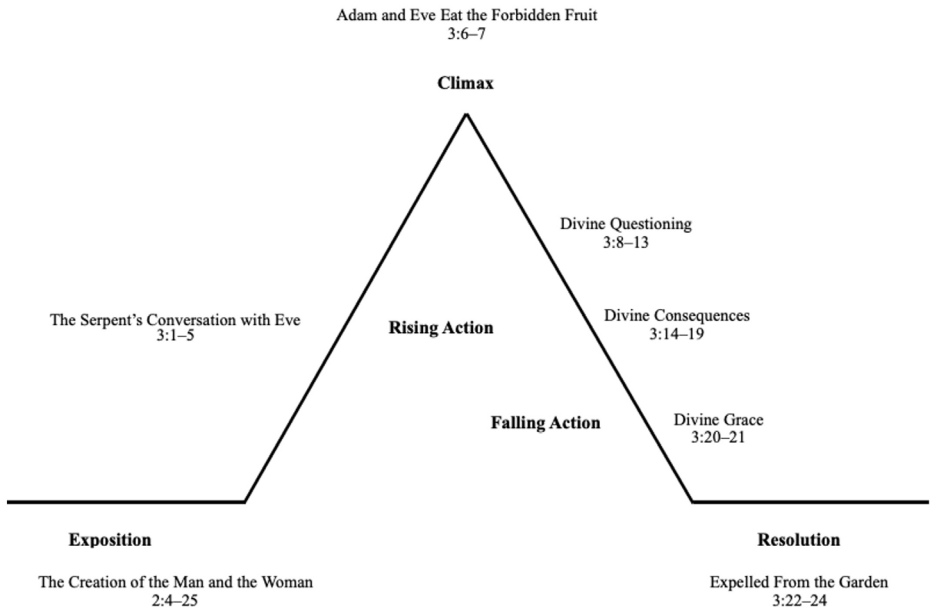 Adam and Eve Eat the Forbidden Fruit
3:6–7
Climax
Divine Questioning
3:8–13
The Serpent’s Conversation with Eve
3:1–5
Rising Action
Divine Consequences
3:14–19
Falling Action
Divine Grace
3:20–21
Exposition
The Creation of the Man and the Woman
2:4–25
Resolution
Expelled From the Garden
3:22–24